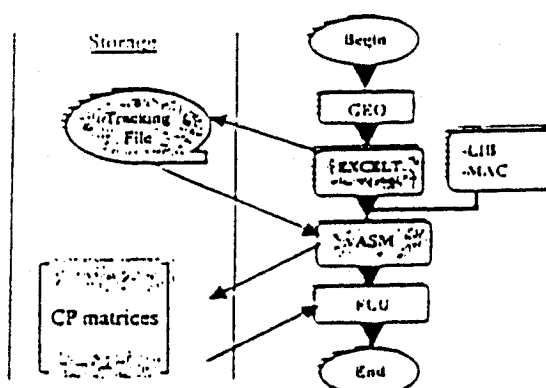 Storage
Begin
GEO
Tracking
File
EXCELT
-LIB
-MAC
ASM
CP matrices
FLU
End